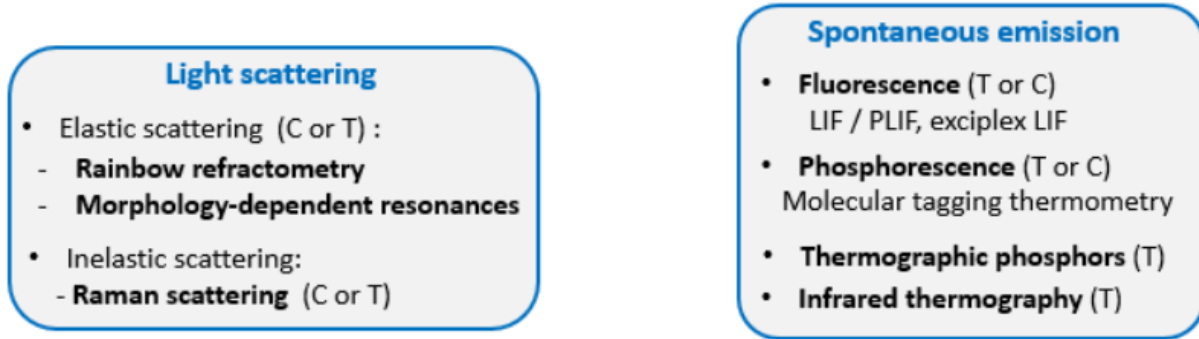 Light scattering
• Elastic scattering (C or T) :
- Rainbow refractometry
- Morphology-dependent resonances
• Inelastic scattering:
- Raman scattering (C or T)
Spontaneous emission
• Fluorescence (T or C)
LIF / PLIF, exciplex LIF
• Phosphorescence (T or C)
Molecular tagging thermometry
• Thermographic phosphors (T)
• Infrared thermography (T)